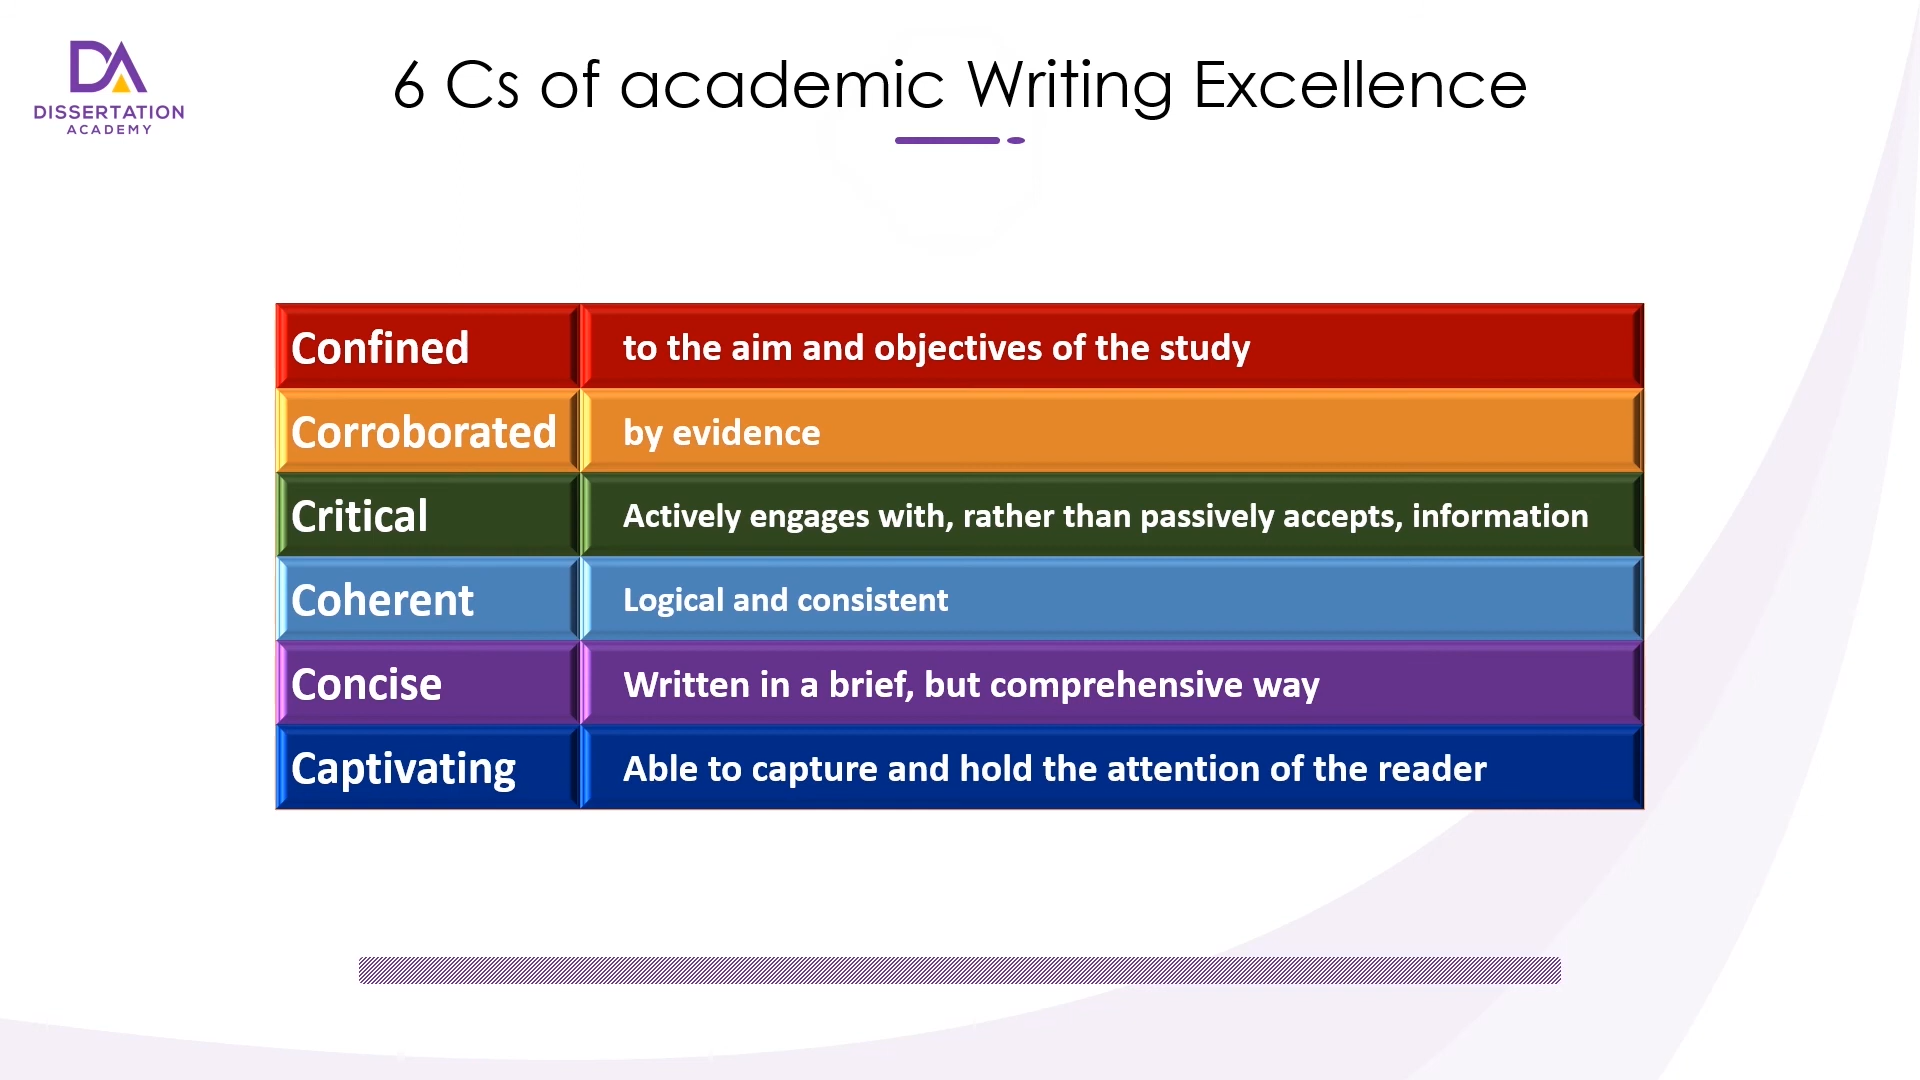 DISSERTATION
ACADEMY
6 Cs of academic Writing Excellence
Confined to the aim and objectives of the study
Corroborated by evidence
Critical Actively engages with, rather than passively accepts, information
Coherent Logical and consistent
Concise Written in a brief, but comprehensive way
Captivating Able to capture and hold the attention of the reader